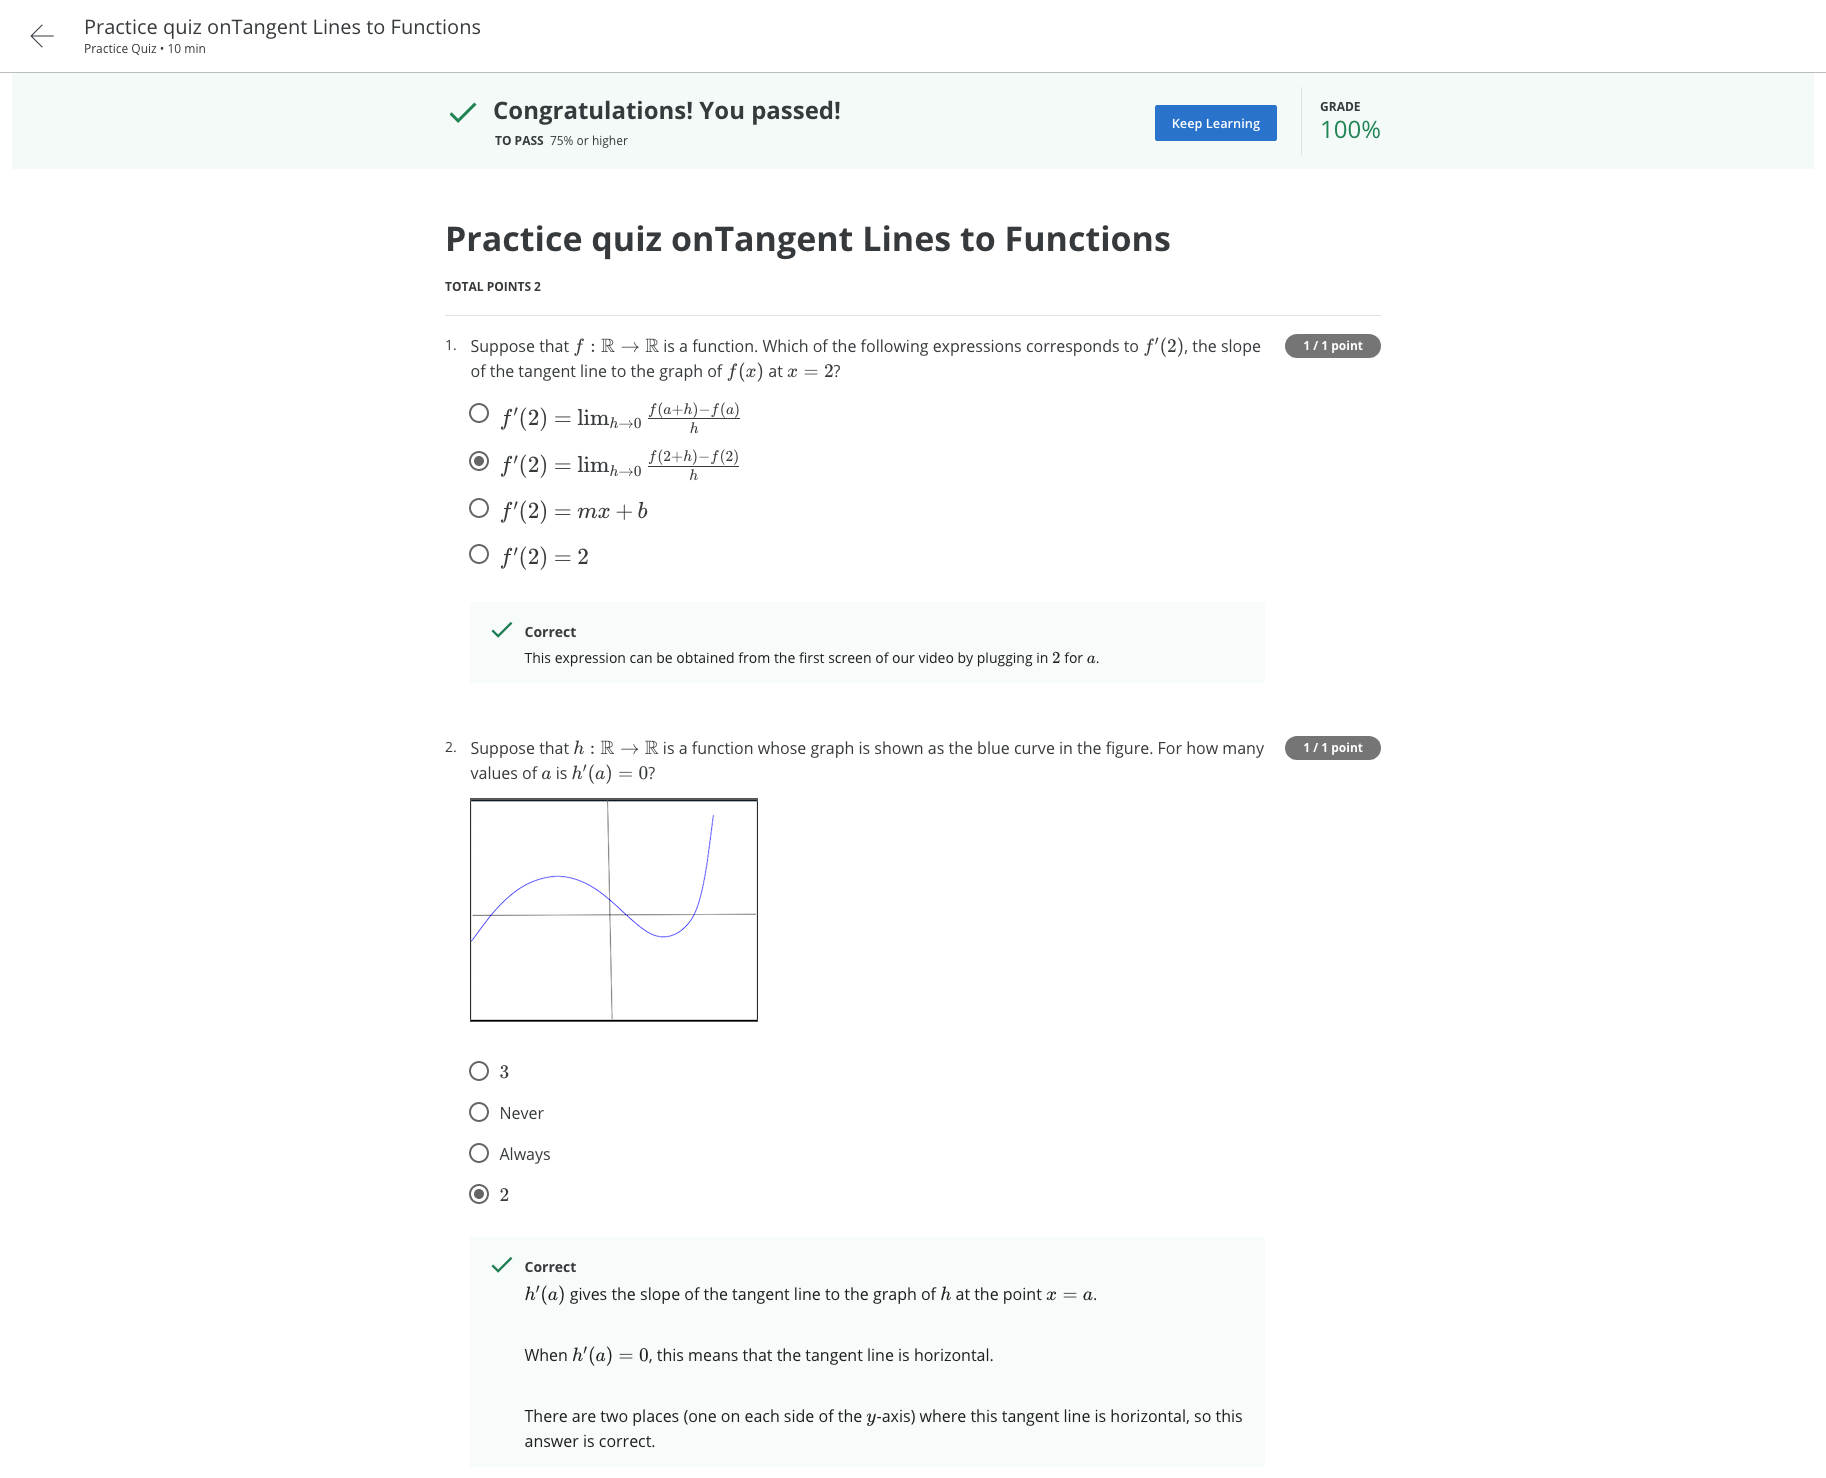 Practice quiz onTangent Lines to Functions
Practice Quiz • 10 min
Congratulations! You passed!
TO PASS 75% or higher
Keep Learning
GRADE
100%
Practice quiz onTangent Lines to Functions
TOTAL POINTS 2
1. Suppose that f : ℝ → ℝ is a function. Which of the following expressions corresponds to f′(2), the slope
of the tangent line to the graph of f(x) at x = 2?
1 / 1 point
f′(2) = lim_{h→0} \frac{f(a+h)−f(a)}{h}
f′(2) = lim_{h→0} \frac{f(2+h)−f(2)}{h}
f′(2) = mx + b
f′(2) = 2
Correct
This expression can be obtained from the first screen of our video by plugging in 2 for a.
2. Suppose that h : ℝ → ℝ is a function whose graph is shown as the blue curve in the figure. For how many
values of a is h′(a) = 0?
1 / 1 point
3
Never
Always
2
Correct
h′(a) gives the slope of the tangent line to the graph of h at the point x = a.
When h′(a) = 0, this means that the tangent line is horizontal.
There are two places (one on each side of the y-axis) where this tangent line is horizontal, so this
answer is correct.